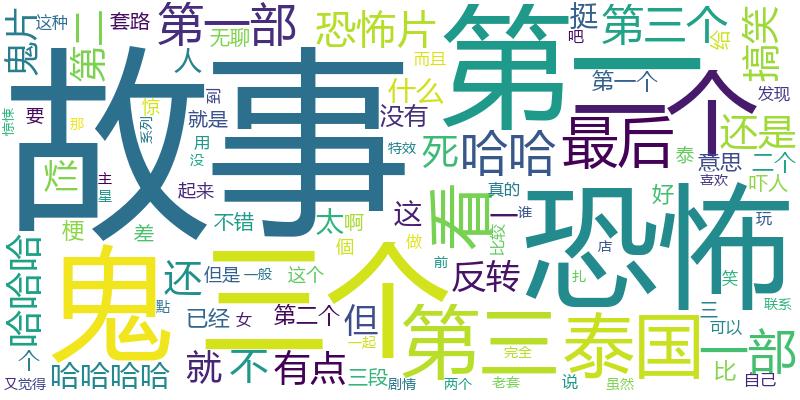 故事
第二
个
恐怖
鬼
三个
第三
泰国
看
第一部
恐怖片
哈哈
最后
第三个
搞笑
还是
一部
反转
有点
哈哈哈
哈哈哈哈
鬼片
第一
套路
这种
无聊
人
惊
到
系列
惊悚
要
那
烂
主
星
梗
差
起来
就是
用
没
没有
特效
什么
而且
死
挺
吧
给
第一个
发现
泰
意思
二个
喜欢
吓人
好
玩
真的
一
谁
比较
这
太
啊
不错
個
做
前
还
但是
一般
这个
點
已经
女
第二个
但
一起
就
不
三段
剧情
两个
老套
完全
说
虽然
扎
店
笑
三
联系
可以
比
自己
个
又觉得